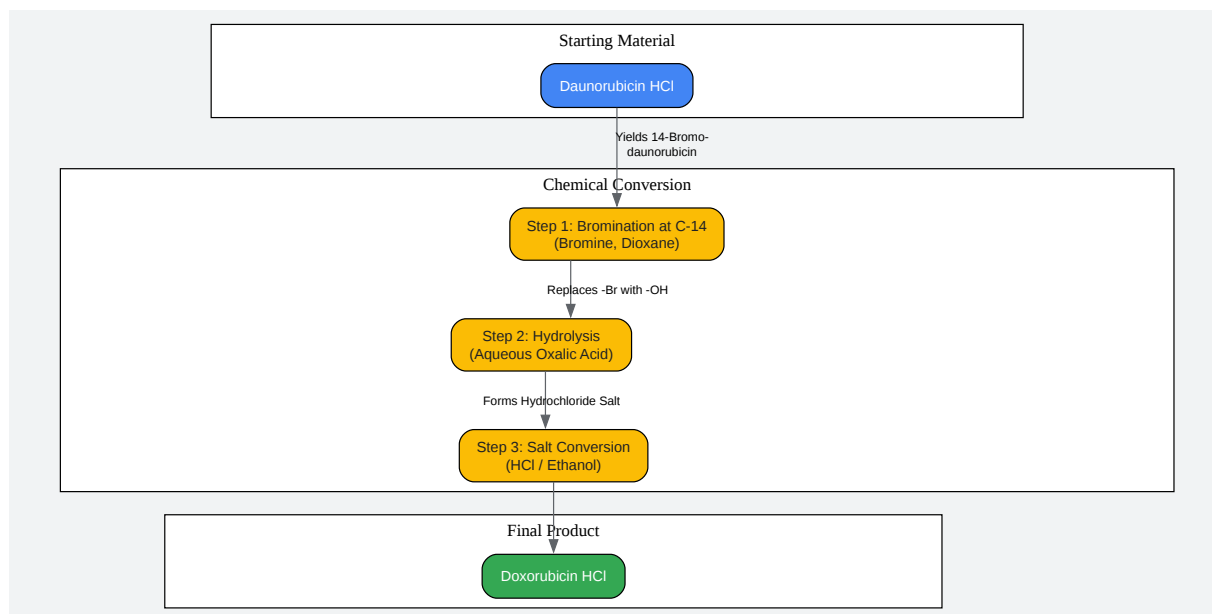 Starting Material
Daunorubicin HCl
Yields 14-Bromo-
daunorubicin
Chemical Conversion
Step 1: Bromination at C-14
(Bromine, Dioxane)
Replaces -Br with -OH
Step 2: Hydrolysis
(Aqueous Oxalic Acid)
Forms Hydrochloride Salt
Step 3: Salt Conversion
(HCl / Ethanol)
Final Product
Doxorubicin HCl